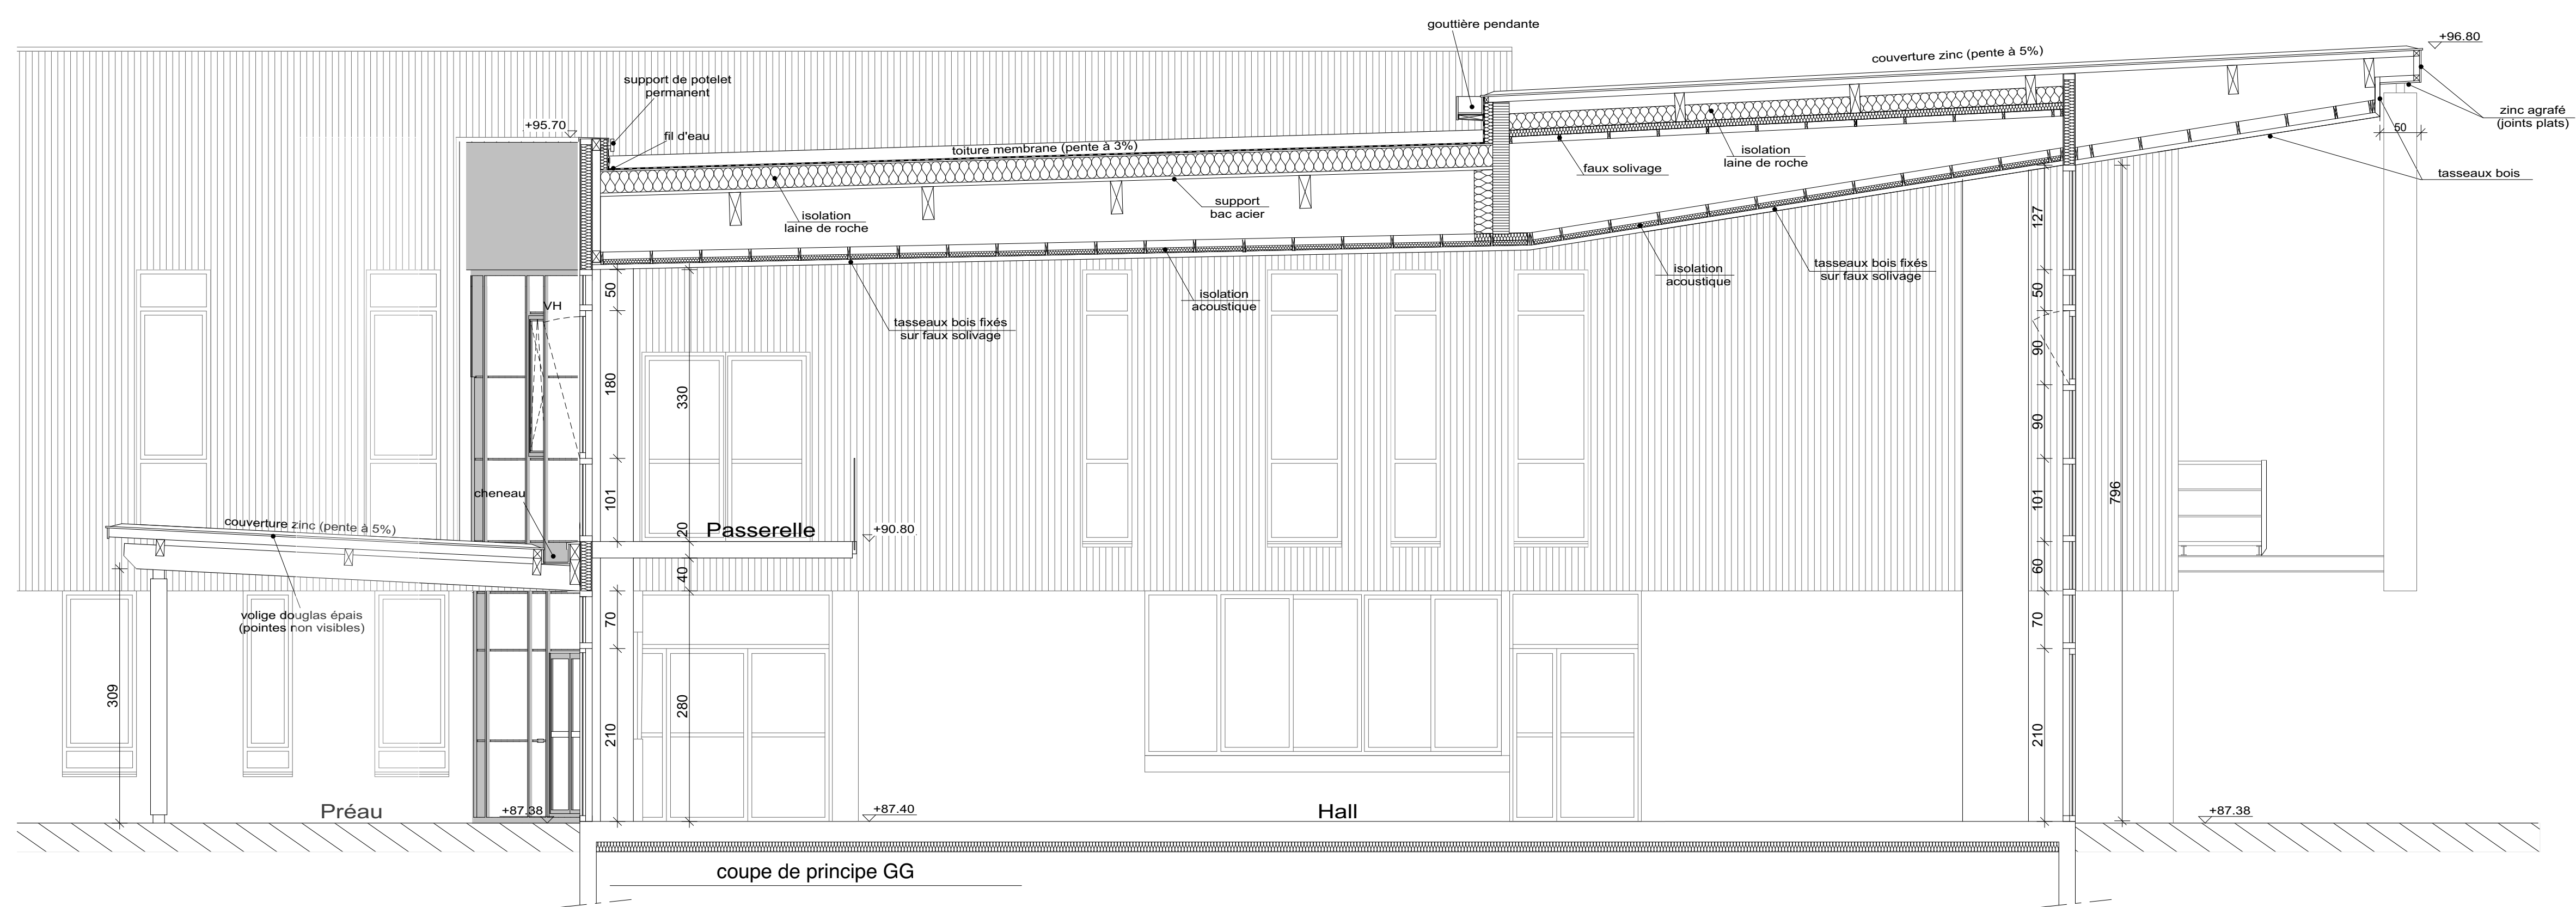 gouttière pendante
couverture zinc (pente à 5%)
+96.80
support de potelet
permanent
+95.70
fil d'eau
toiture membrane (pente à 3%)
isolation
laine de roche
faux solivage
zinc agrafé
(joints plats)
50
tasseaux bois
isolation
laine de roche
support
bac acier
127
isolation
acoustique
tasseaux bois fixés
sur faux solivage
isolation
acoustique
tasseaux bois fixés
sur faux solivage
VH
50
180
330
101
20
40
70
280
210
50
90
90
101
60
70
210
796
cheneau
couverture zinc (pente à 5%)
Passerelle
+90.80
volige douglas épais
(pointes non visibles)
309
Préau
+87.38
+87.40
Hall
+87.38
coupe de principe GG